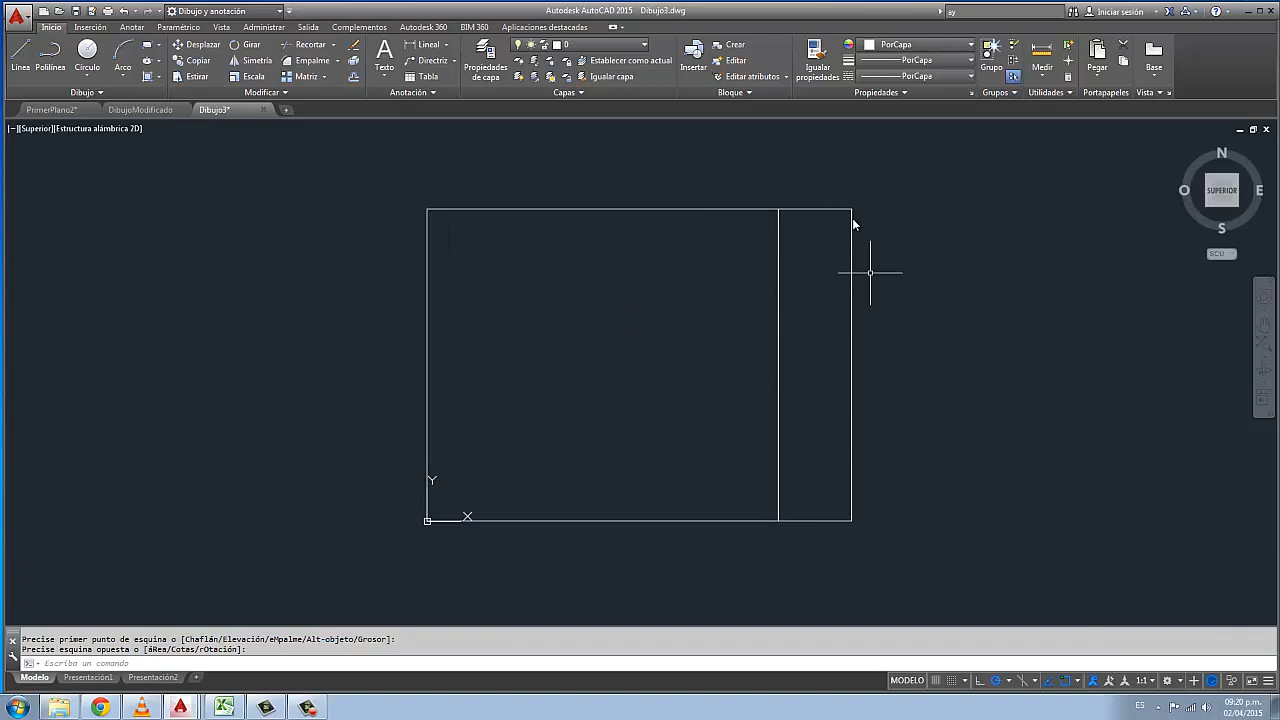 Dibujo y anotación
Autodesk AutoCAD 2015 Dibujo3.dwg
ay
Iniciar sesión
Inicio Inserción Anotar Paramétrico Vista Administrar Salida Complementos Autodesk 360 BIM 360 Aplicaciones destacadas
Línea Polilínea Círculo Arco
Desplazar Girar Recortar
Copiar Simetría Empalme
Estirar Escala Matriz
Texto
Lineal
Directriz
Tabla
Propiedades
de capa
0
Establecer como actual
Igualar capa
Insertar
Crear
Editar
Editar atributos
Igualar
propiedades
PorCapa
PorCapa
PorCapa
Grupo Medir Pegar Base
Dibujo Modificar Anotación Capas Bloque Propiedades Grupos Utilidades Portapapeles Vista
PrimerPlano2* DibujoModificado Dibujo3*
[−][Superior][Estructura alámbrica 2D]
N
O SUPERIOR E
S
SCU
Y
X
Precise primer punto de esquina o [Chaflán/Elevación/eMpalme/Alt-objeto/Grosor]:
Precise esquina opuesta o [áRea/Cotas/rOtación]:
Escriba un comando
Modelo Presentación1 Presentación2 +
MODELO 1:1
ES 09:20 p.m.
02/04/2015